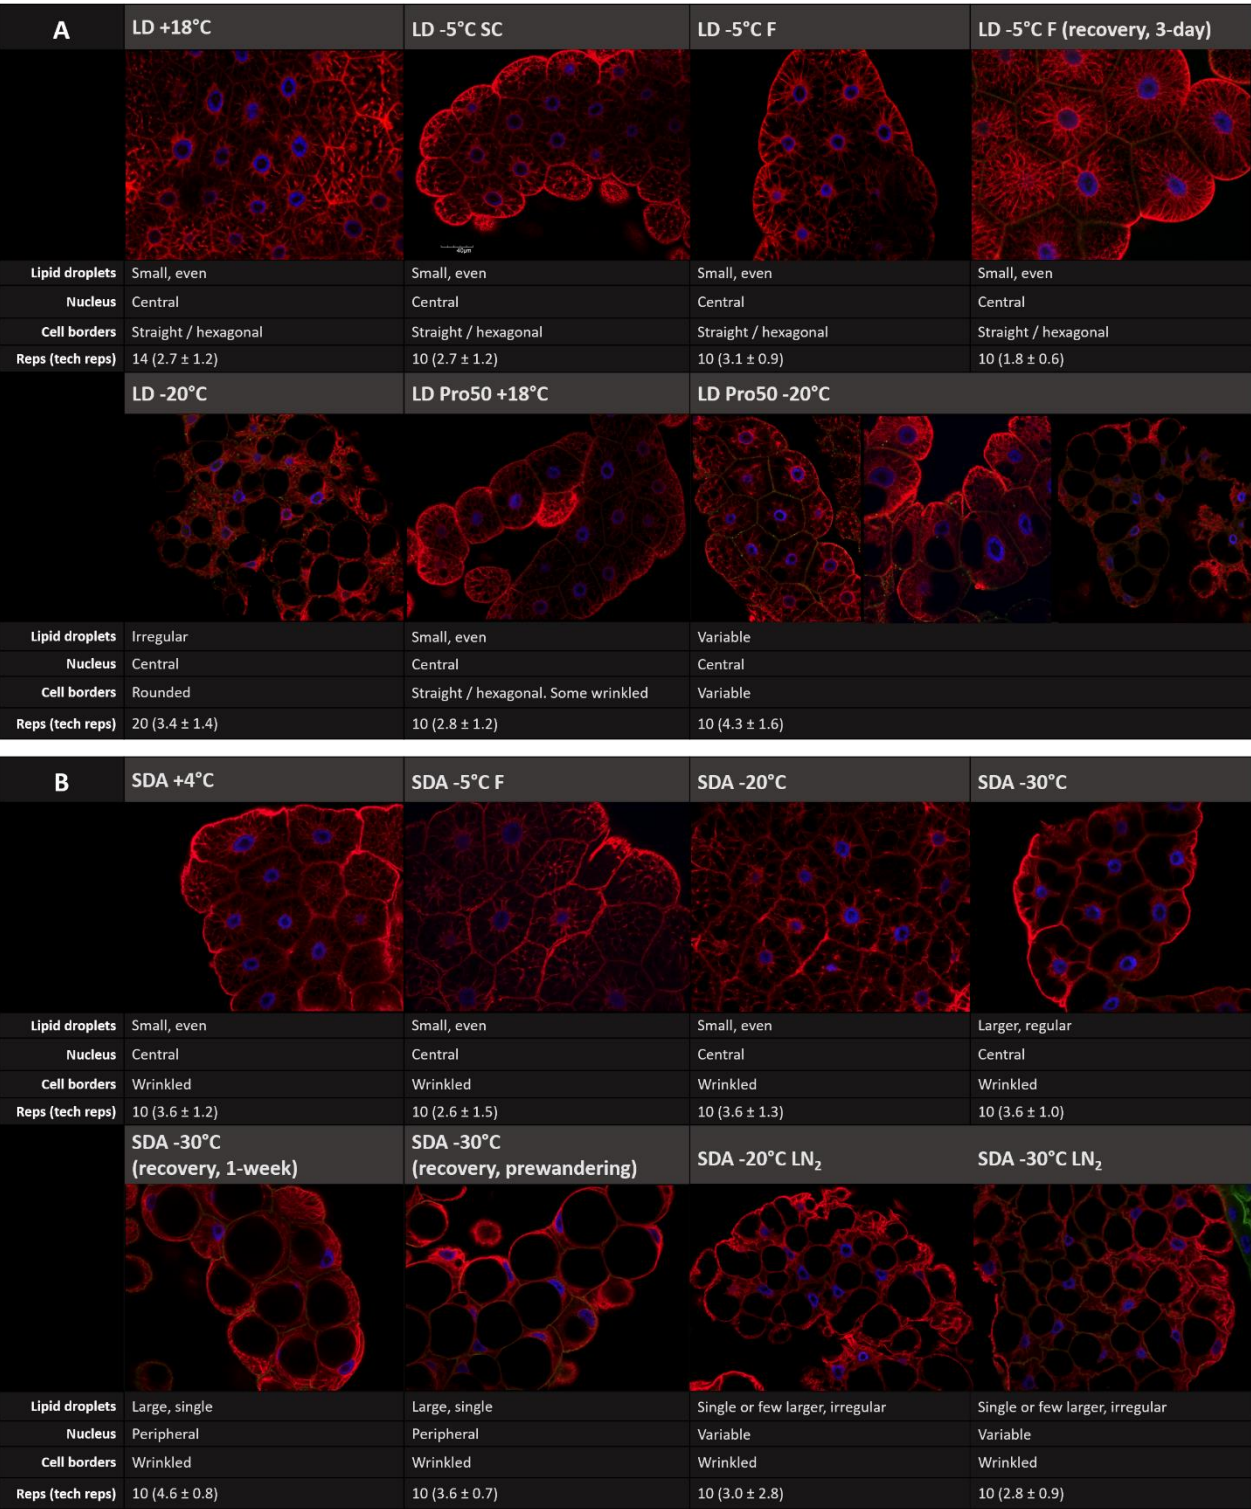 A
LD +18°C
LD -5°C SC
LD -5°C F
LD -5°C F (recovery, 3-day)
40µm
Lipid droplets Small, even Small, even Small, even Small, even
Nucleus Central Central Central Central
Cell borders Straight / hexagonal Straight / hexagonal Straight / hexagonal Straight / hexagonal
Reps (tech reps) 14 (2.7 ± 1.2) 10 (2.7 ± 1.2) 10 (3.1 ± 0.9) 10 (1.8 ± 0.6)
LD -20°C
LD Pro50 +18°C
LD Pro50 -20°C
Lipid droplets Irregular Small, even Variable
Nucleus Central Central Central
Cell borders Rounded Straight / hexagonal. Some wrinkled Variable
Reps (tech reps) 20 (3.4 ± 1.4) 10 (2.8 ± 1.2) 10 (4.3 ± 1.6)
B
SDA +4°C
SDA -5°C F
SDA -20°C
SDA -30°C
Lipid droplets Small, even Small, even Small, even Larger, regular
Nucleus Central Central Central Central
Cell borders Wrinkled Wrinkled Wrinkled Wrinkled
Reps (tech reps) 10 (3.6 ± 1.2) 10 (2.6 ± 1.5) 10 (3.6 ± 1.3) 10 (3.6 ± 1.0)
SDA -30°C
(recovery, 1-week)
SDA -30°C
(recovery, prewandering)
SDA -20°C LN₂
SDA -30°C LN₂
Lipid droplets Large, single Large, single Single or few larger, irregular Single or few larger, irregular
Nucleus Peripheral Peripheral Variable Variable
Cell borders Wrinkled Wrinkled Wrinkled Wrinkled
Reps (tech reps) 10 (4.6 ± 0.8) 10 (3.6 ± 0.7) 10 (3.0 ± 2.8) 10 (2.8 ± 0.9)